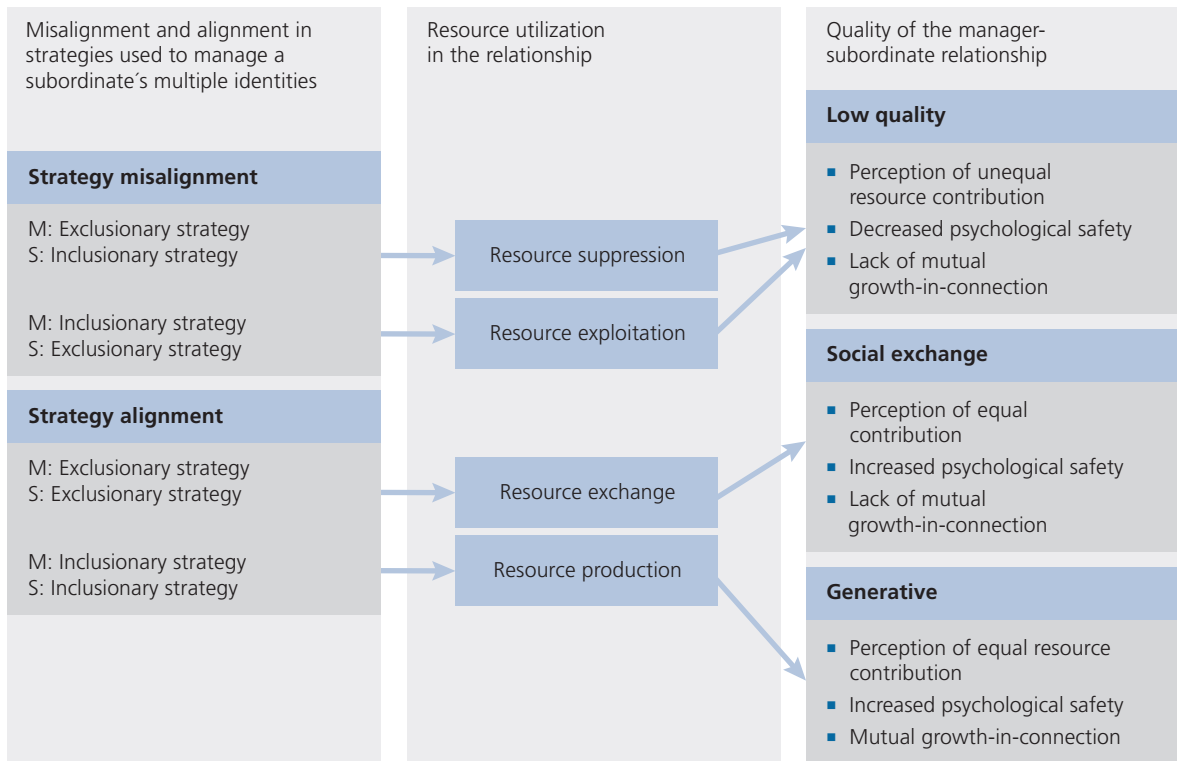 Misalignment and alignment in
strategies used to manage a
subordinate´s multiple identities
Strategy misalignment
M: Exclusionary strategy
S: Inclusionary strategy
M: Inclusionary strategy
S: Exclusionary strategy
Strategy alignment
M: Exclusionary strategy
S: Exclusionary strategy
M: Inclusionary strategy
S: Inclusionary strategy
Resource utilization
in the relationship
Resource suppression
Resource exploitation
Resource exchange
Resource production
Quality of the manager-
subordinate relationship
Low quality
▪ Perception of unequal
resource contribution
▪ Decreased psychological safety
▪ Lack of mutual
growth-in-connection
Social exchange
▪ Perception of equal
contribution
▪ Increased psychological safety
▪ Lack of mutual
growth-in-connection
Generative
▪ Perception of equal resource
contribution
▪ Increased psychological safety
▪ Mutual growth-in-connection